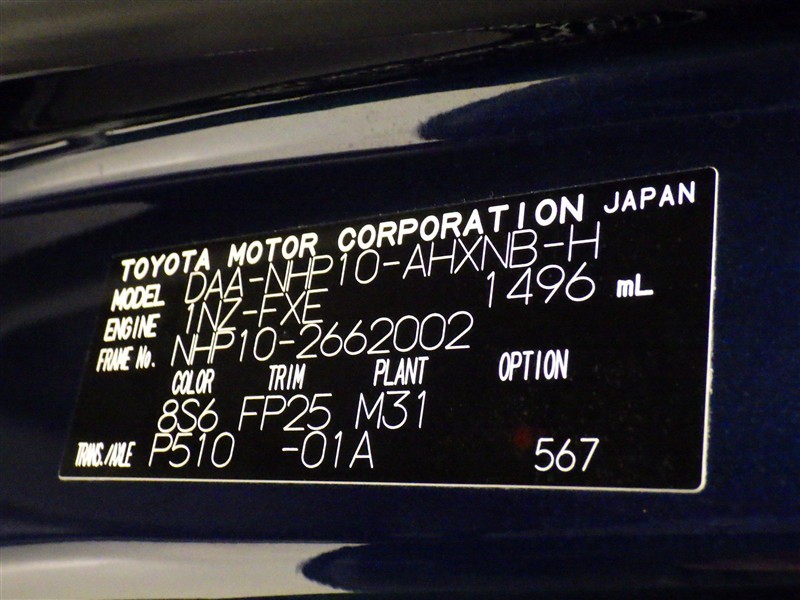 TOYOTA MOTOR CORPORATION JAPAN
MODEL DAA-NHP10-AHXNB-H
ENGINE 1NZ-FXE 1496 mL
FRAME No. NHP10-2662002
COLOR TRIM PLANT OPTION
8S6 FP25 M31
TRANS./AXLE P510 -01A 567